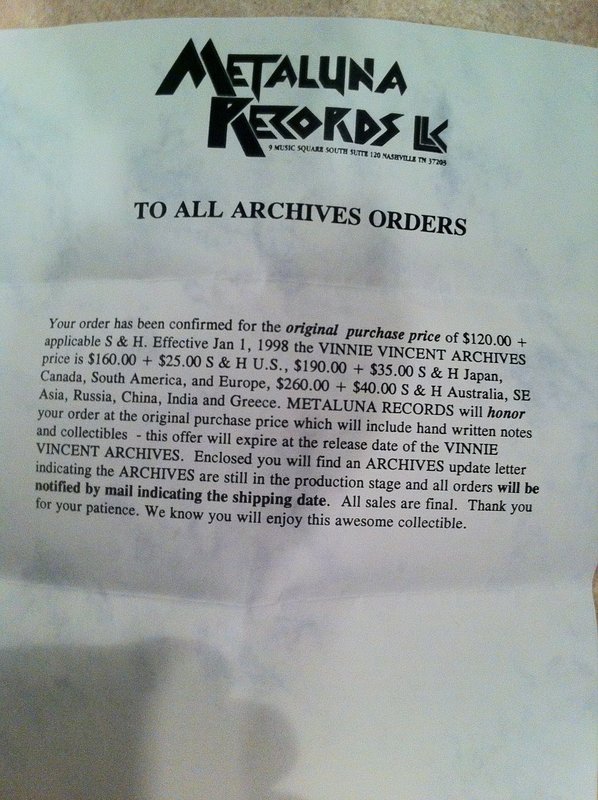 METALUNA
RECORDS LLC
9 MUSIC SQUARE SOUTH SUITE 120 NASHVILLE TN 37203
TO ALL ARCHIVES ORDERS
Your order has been confirmed for the original purchase price of $120.00 +
applicable S & H. Effective Jan 1, 1998 the VINNIE VINCENT ARCHIVES
price is $160.00 + $25.00 S & H U.S., $190.00 + $35.00 S & H Japan,
Canada, South America, and Europe, $260.00 + $40.00 S & H Australia, SE
Asia, Russia, China, India and Greece. METALUNA RECORDS will honor
your order at the original purchase price which will include hand written notes
and collectibles - this offer will expire at the release date of the VINNIE
VINCENT ARCHIVES. Enclosed you will find an ARCHIVES update letter
indicating the ARCHIVES are still in the production stage and all orders will be
notified by mail indicating the shipping date. All sales are final. Thank you
for your patience. We know you will enjoy this awesome collectible.